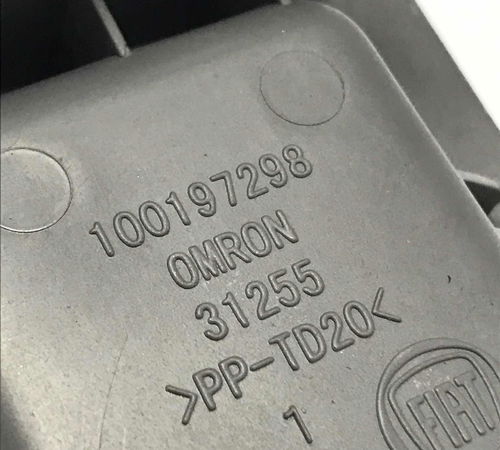 100197298
OMRON
31255
>PP-TD20<
1
FIAT